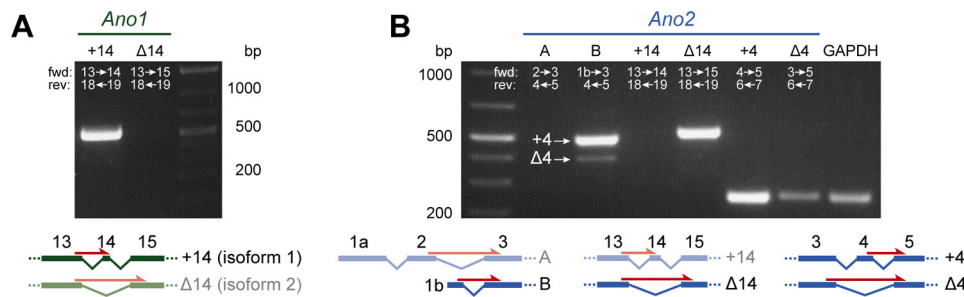 A
Ano1
+14 Δ14
bp
fwd: 13→14 13→15
rev: 18←19 18←19
1000
500
200
13 14 15
+14 (isoform 1)
Δ14 (isoform 2)
B
Ano2
bp A B +14 Δ14 +4 Δ4 GAPDH
fwd: 2→3 1b→3 13→14 13→15 4→5 3→5
rev: 4←5 4←5 18←19 18←19 6←7 6←7
1000
500
200
+4→
Δ4→
1a 2 3
A
1b B
13 14 15
+14
Δ14
3 4 5
+4
Δ4